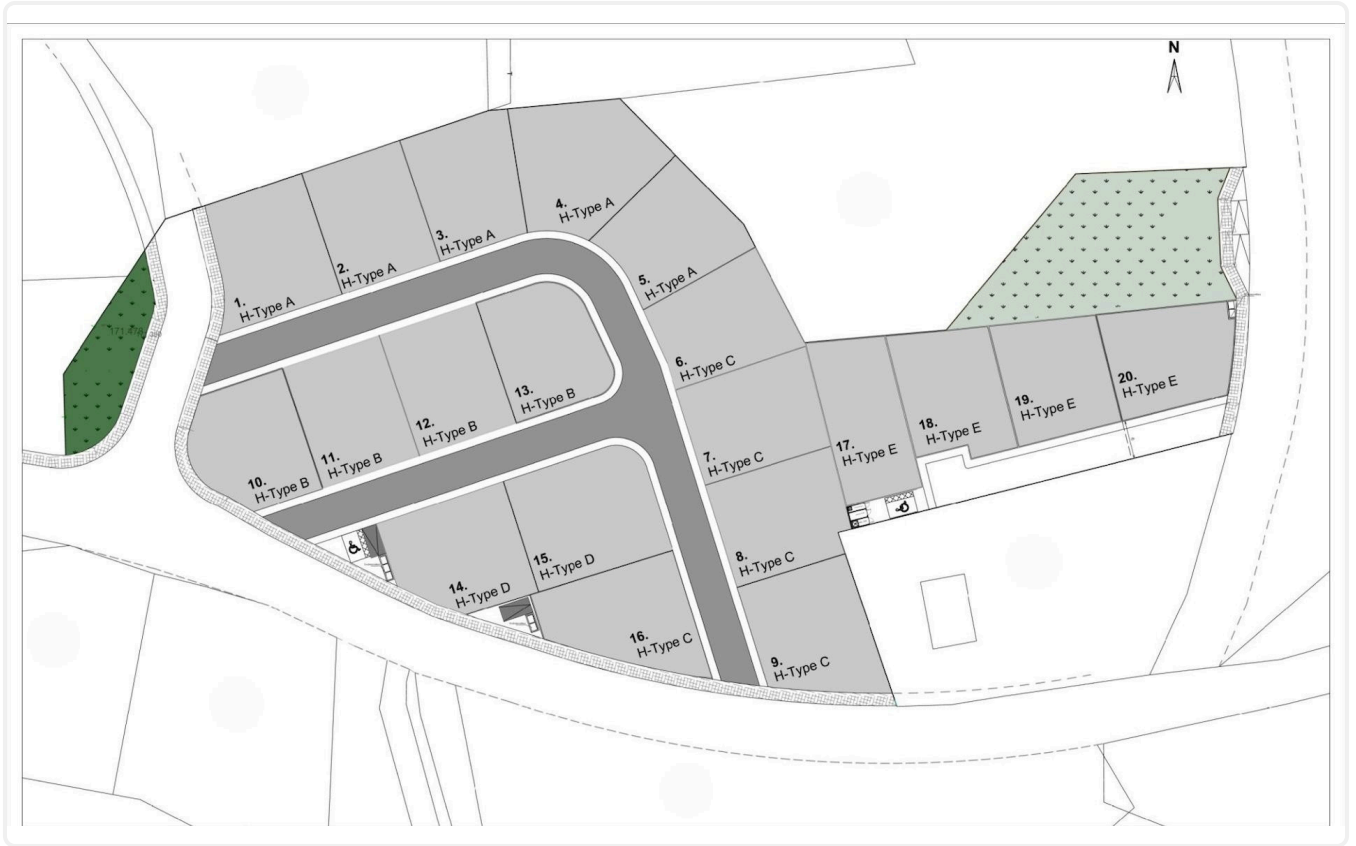 N
1.
H-Type A
2.
H-Type A
3.
H-Type A
4.
H-Type A
5.
H-Type A
6.
H-Type C
7.
H-Type C
8.
H-Type C
9.
H-Type C
10.
H-Type B
11.
H-Type B
12.
H-Type B
13.
H-Type B
14.
H-Type D
15.
H-Type D
16.
H-Type C
17.
H-Type E
18.
H-Type E
19.
H-Type E
20.
H-Type E